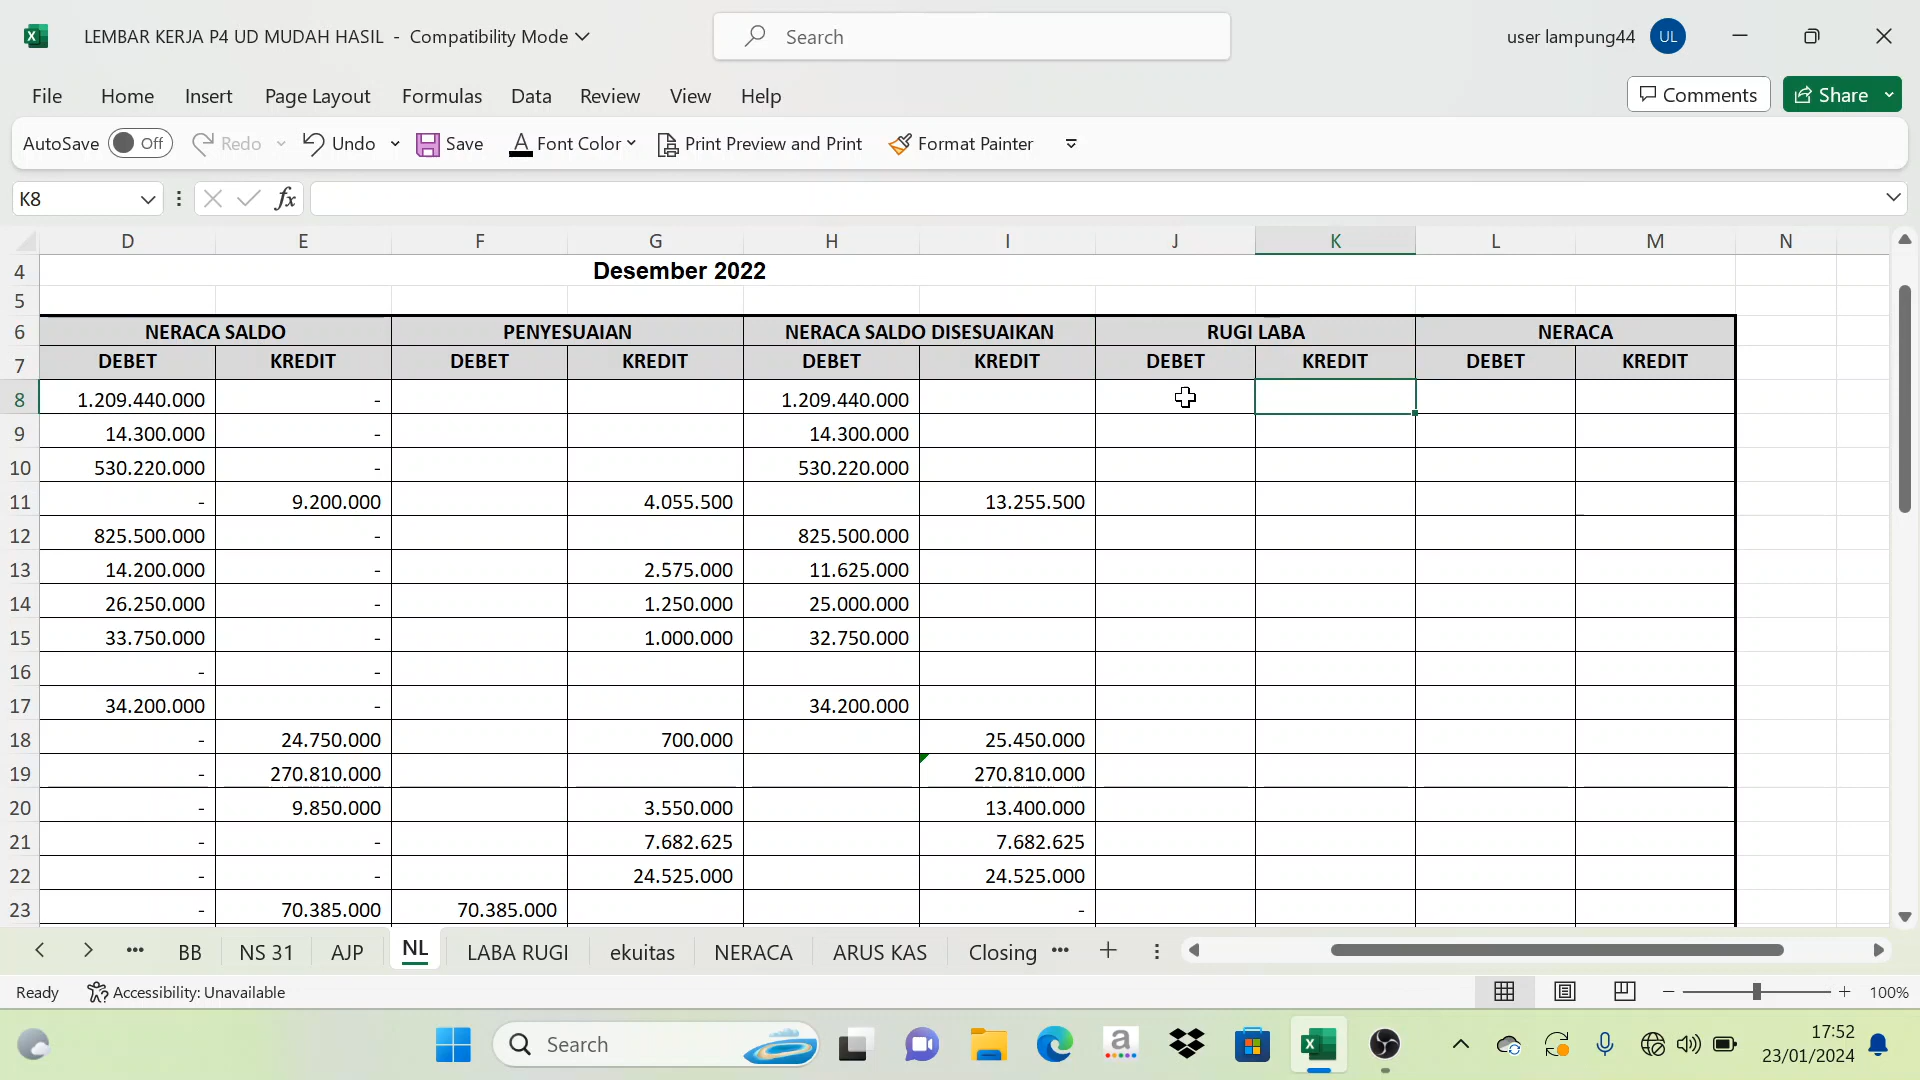 LEMBAR KERJA P4 UD MUDAH HASIL - Compatibility Mode
Search
user lampung44 UL
File Home Insert Page Layout Formulas Data Review View Help
Comments Share
AutoSave Off Redo Undo Save Font Color Print Preview and Print Format Painter
K8 fx
D E F G H I J K L M N
4 Desember 2022
5
6 NERACA SALDO PENYESUAIAN NERACA SALDO DISESUAIKAN RUGI LABA NERACA
7 DEBET KREDIT DEBET KREDIT DEBET KREDIT DEBET KREDIT DEBET KREDIT
8 1.209.440.000 - 1.209.440.000
9 14.300.000 - 14.300.000
10 530.220.000 - 530.220.000
11 - 9.200.000 4.055.500 13.255.500
12 825.500.000 - 825.500.000
13 14.200.000 - 2.575.000 11.625.000
14 26.250.000 - 1.250.000 25.000.000
15 33.750.000 - 1.000.000 32.750.000
16 - -
17 34.200.000 - 34.200.000
18 - 24.750.000 700.000 25.450.000
19 - 270.810.000 270.810.000
20 - 9.850.000 3.550.000 13.400.000
21 - - 7.682.625 7.682.625
22 - - 24.525.000 24.525.000
23 - 70.385.000 70.385.000 -
BB NS 31 AJP NL LABA RUGI ekuitas NERACA ARUS KAS Closing
Ready Accessibility: Unavailable 100%
Search
17:52
23/01/2024